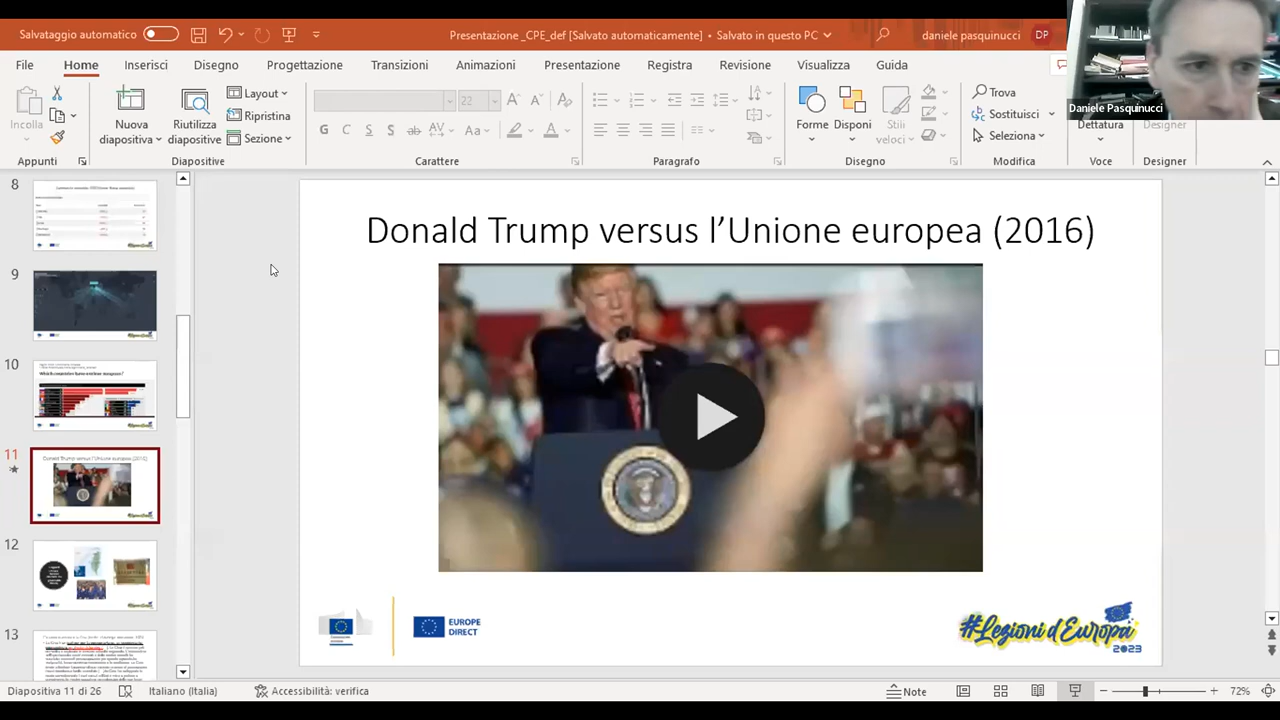 Salvataggio automatico
Presentazione _CPE_def [Salvato automaticamente] • Salvato in questo PC
daniele pasquinucci DP
File Home Inserisci Disegno Progettazione Transizioni Animazioni Presentazione Registra Revisione Visualizza Guida
Daniele Pasquinucci
Incolla
Nuova diapositiva
Riutilizza diapositive
Layout
Ripristina
Sezione
22
G C S S ab AV
Forme Disponi Stili veloci
Trova
Sostituisci
Seleziona
Dettatura Designer
Appunti Diapositive Carattere Paragrafo Disegno Modifica Voce Designer
8
9
10
11
12
13
Donald Trump versus l’Unione europea (2016)
EUROPE
DIRECT
#Lezioni d'Europa
2023
Diapositiva 11 di 26 Italiano (Italia) Accessibilità: verifica Note 72%